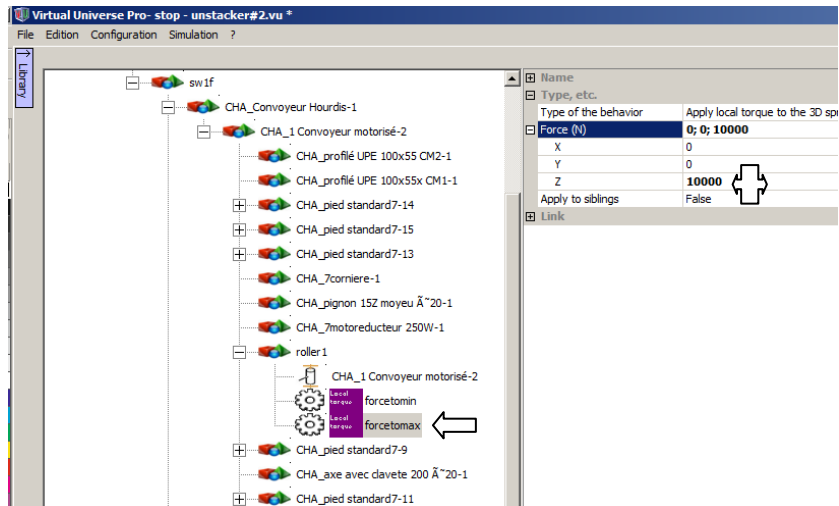 Virtual Universe Pro- stop - unstacker#2.vu *
File Edition Configuration Simulation ?
Library
sw1f
CHA_Convoyeur Hourdis-1
CHA_1 Convoyeur motorisé-2
CHA_profilé UPE 100x55 CM2-1
CHA_profilé UPE 100x55x CM1-1
CHA_pied standard7-14
CHA_pied standard7-15
CHA_pied standard7-13
CHA_7corniere-1
CHA_pignon 15Z moyeu Ã˜20-1
CHA_7motoreducteur 250W-1
roller1
CHA_1 Convoyeur motorisé-2
Local torque forcetomin
Local torque forcetomax
CHA_pied standard7-9
CHA_axe avec clavete 200 Ã˜20-1
CHA_pied standard7-11
Name
Type, etc.
Type of the behavior Apply local torque to the 3D spr
Force (N) 0; 0; 10000
X 0
Y 0
Z 10000
Apply to siblings False
Link